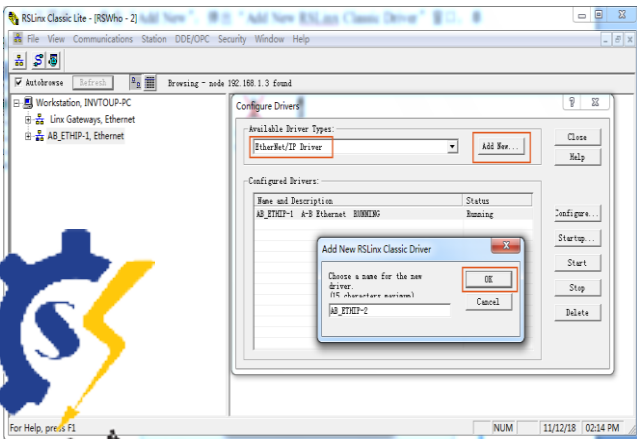 RSLinx Classic Lite - [RSWho - 2]
File View Communications Station DDE/OPC Security Window Help
Autobrowse Refresh Browsing - node 192.168.1.3 found
Workstation, INVTOUP-PC
Linx Gateways, Ethernet
AB_ETHIP-1, Ethernet
Configure Drivers
Available Driver Types:
EtherNet/IP Driver
Add New...
Close
Help
Configured Drivers:
Name and Description Status
AB_ETHIP-1 A-B Ethernet RUNNING Running
Configure...
Startup...
Start
Stop
Delete
Add New RSLinx Classic Driver
Choose a name for the new
driver.
(15 characters maximum)
AB_ETHIP-2
OK
Cancel
S
For Help, press F1
NUM 11/12/18 02:14 PM